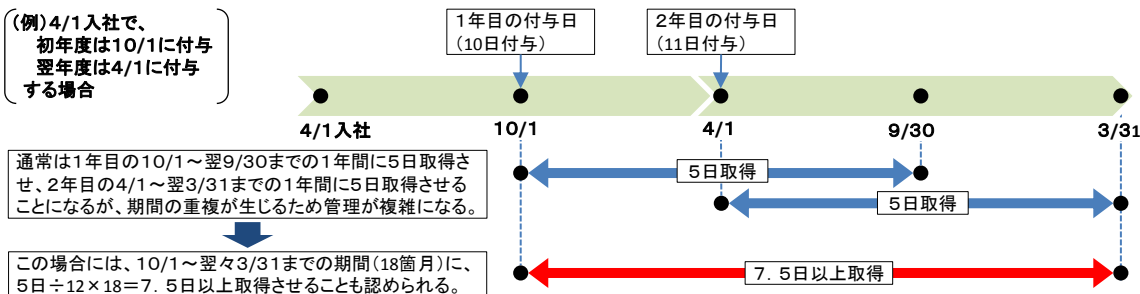 (例)4/1入社で、
初年度は10/1に付与
翌年度は4/1に付与
する場合
1年目の付与日
(10日付与)
2年目の付与日
(11日付与)
4/1入社
10/1
4/1
9/30
3/31
通常は1年目の10/1~翌9/30までの1年間に5日取得さ
せ、2年目の4/1~翌3/31までの1年間に5日取得させる
ことになるが、期間の重複が生じるため管理が複雑になる。
5日取得
5日取得
この場合には、10/1~翌々3/31までの期間(18箇月)に、
5日÷12×18=7.5日以上取得させることも認められる。
7.5日以上取得